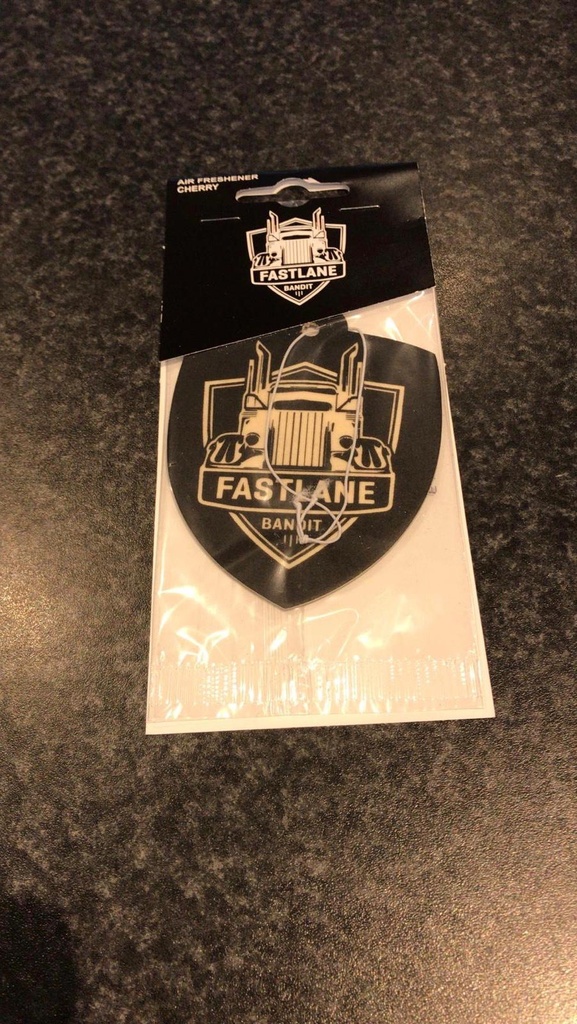 AIR FRESHENER
CHERRY
FASTLANE
BANDIT
FASTLANE
BANDIT